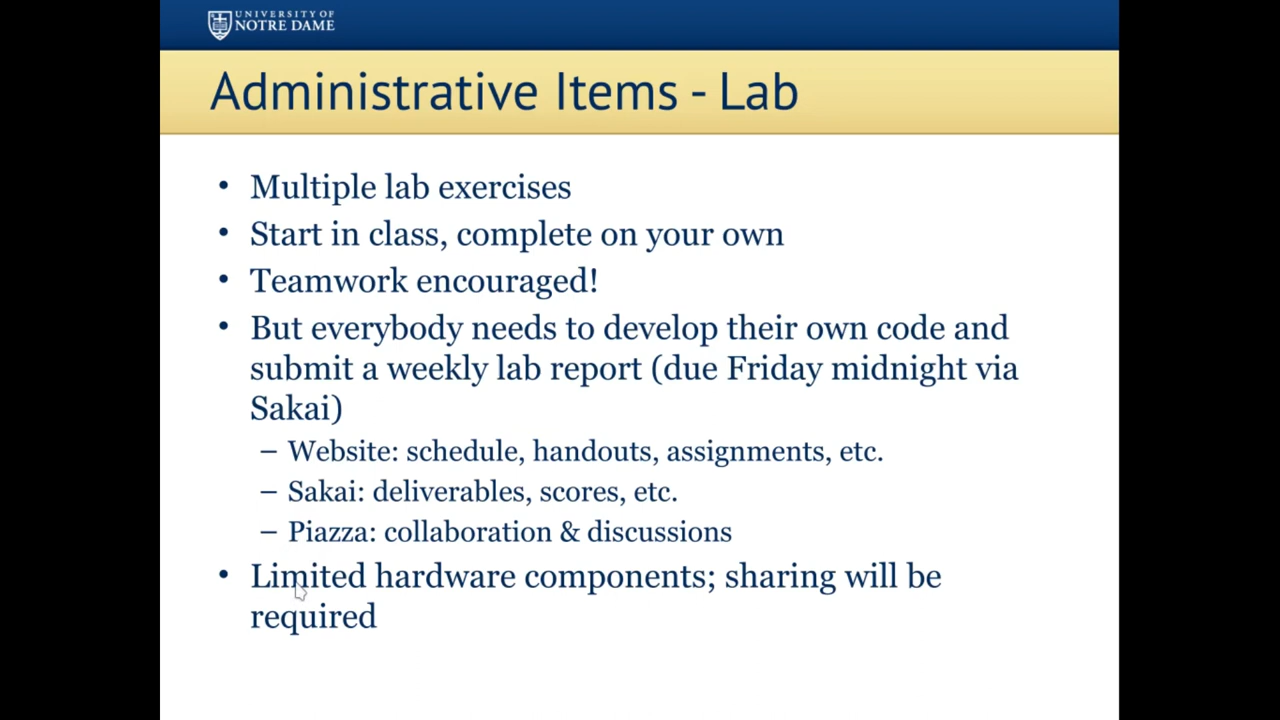 UNIVERSITY OF
NOTRE DAME
Administrative Items - Lab
• Multiple lab exercises
• Start in class, complete on your own
• Teamwork encouraged!
• But everybody needs to develop their own code and
submit a weekly lab report (due Friday midnight via
Sakai)
– Website: schedule, handouts, assignments, etc.
– Sakai: deliverables, scores, etc.
– Piazza: collaboration & discussions
• Limited hardware components; sharing will be
required